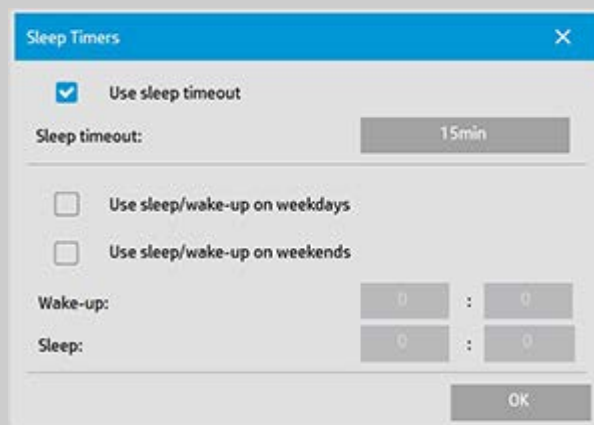 Sleep Timers
Use sleep timeout
Sleep timeout: 15min
Use sleep/wake-up on weekdays
Use sleep/wake-up on weekends
Wake-up: 0 : 0
Sleep: 0 : 0
OK